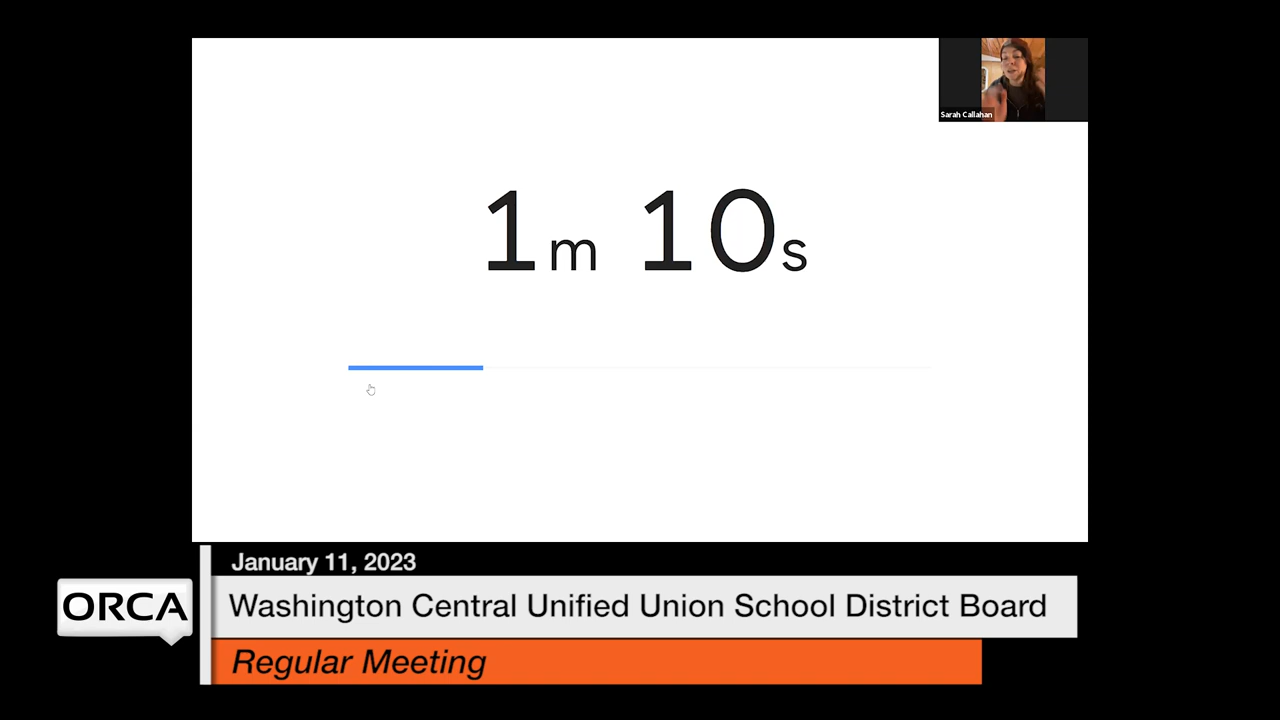 Sarah Callahan
1m 10s
January 11, 2023
ORCA
Washington Central Unified Union School District Board
Regular Meeting